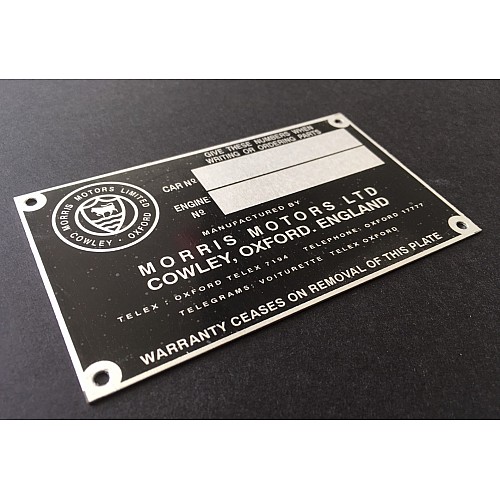 MORRIS MOTORS LIMITED
COWLEY · OXFORD
GIVE THESE NUMBERS WHEN
WRITING OR ORDERING PARTS
CAR Nº
ENGINE
Nº
MANUFACTURED BY
MORRIS MOTORS LTD
COWLEY, OXFORD. ENGLAND
TELEX : OXFORD TELEX 7194 TELEPHONE: OXFORD 17777
TELEGRAMS: VOITURETTE TELEX OXFORD
WARRANTY CEASES ON REMOVAL OF THIS PLATE